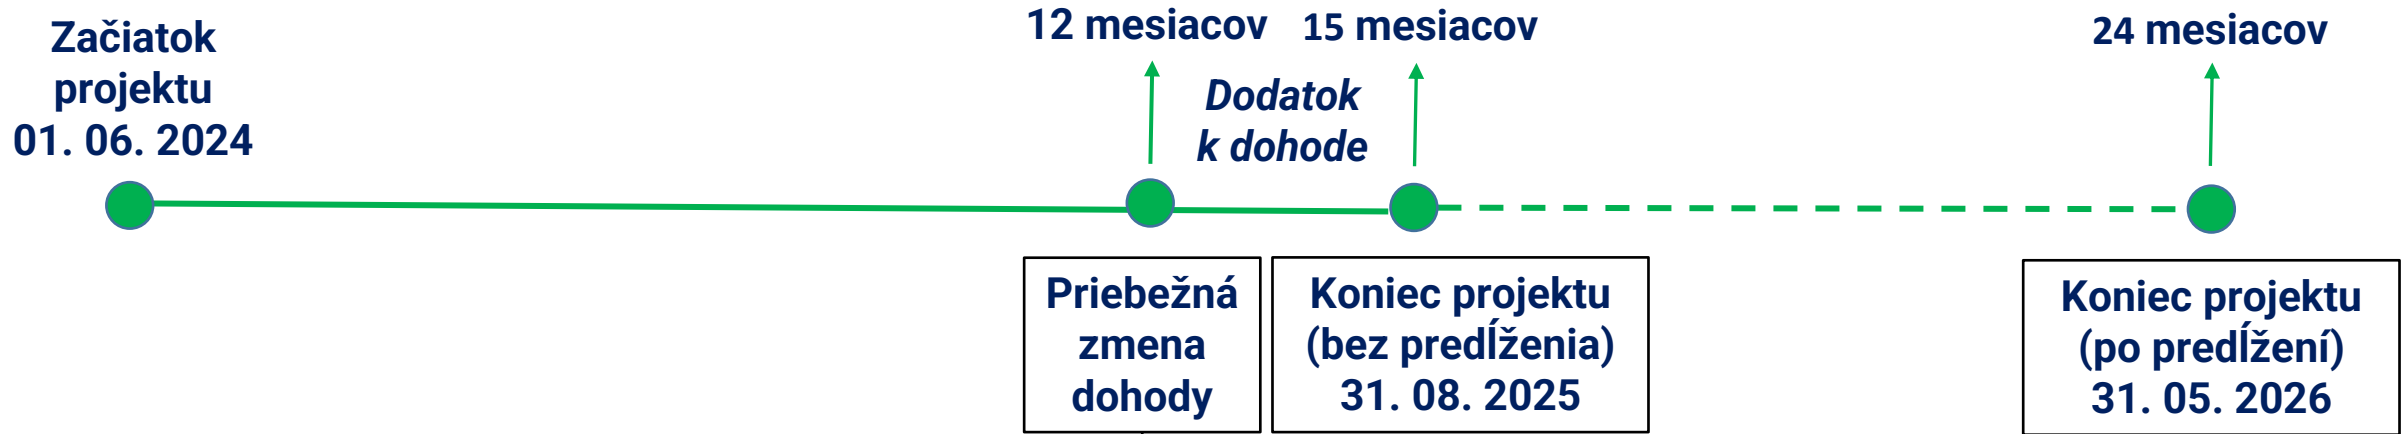 Začiatok
projektu
01. 06. 2024
12 mesiacov
15 mesiacov
24 mesiacov
Dodatok
k dohode
Priebežná
zmena
dohody
Koniec projektu
(bez predĺženia)
31. 08. 2025
Koniec projektu
(po predĺžení)
31. 05. 2026